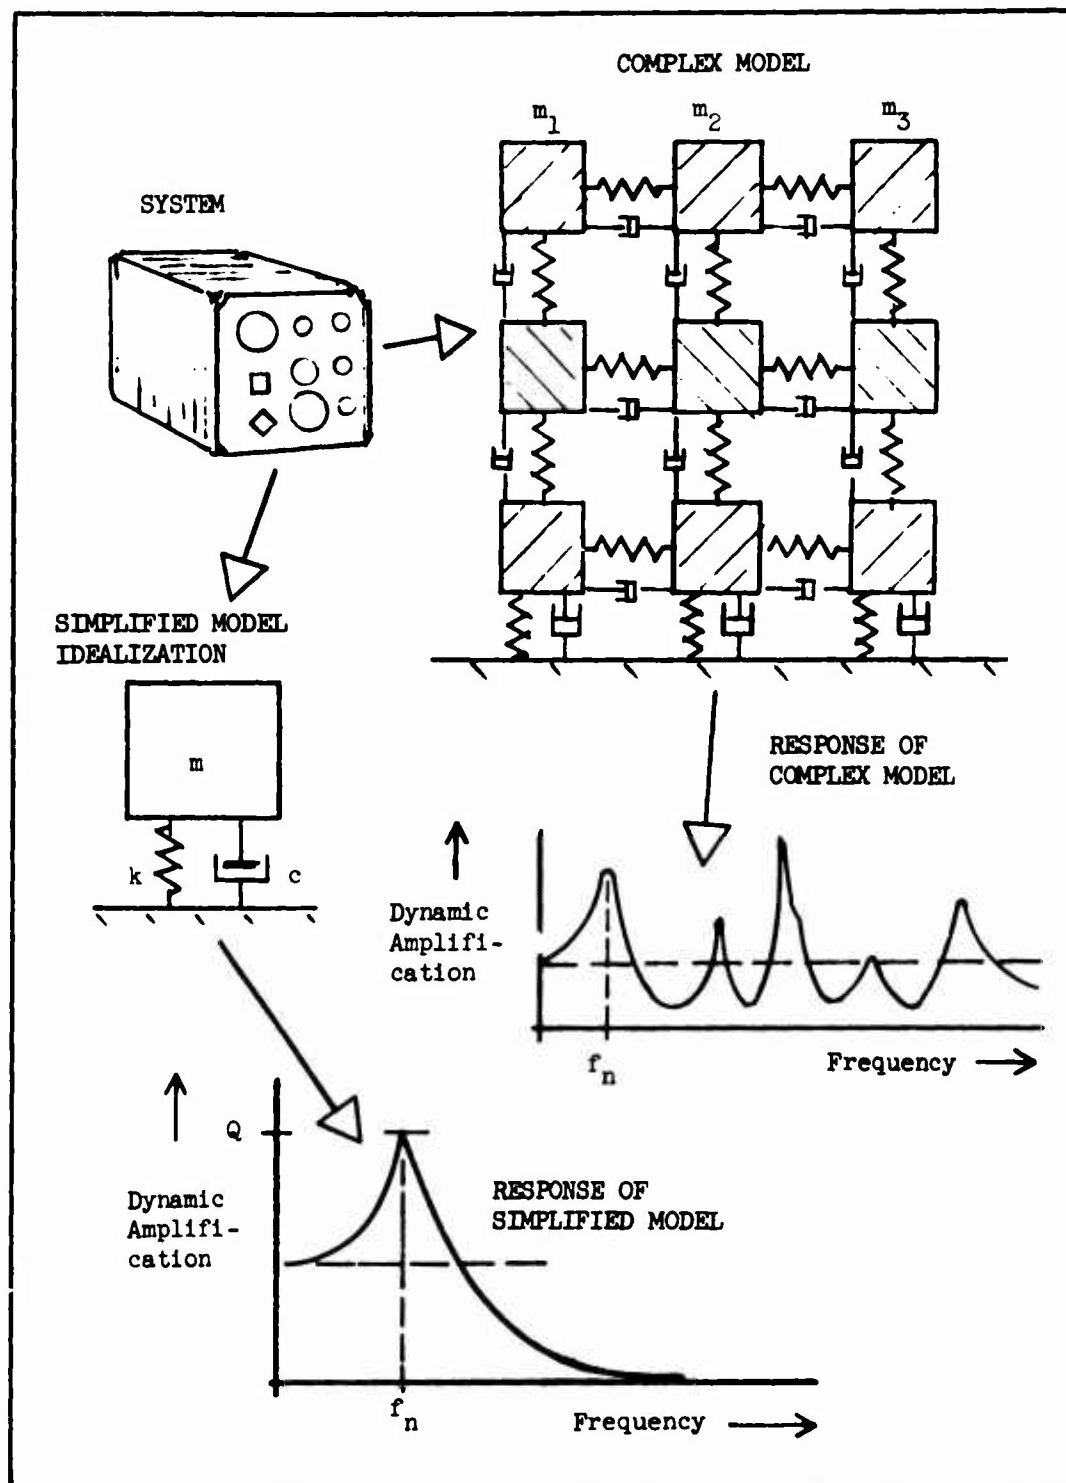 COMPLEX MODEL
m1
m2
m3
SYSTEM
SIMPLIFIED MODEL
IDEALIZATION
m
k
c
RESPONSE OF
COMPLEX MODEL
Dynamic
Amplifi-
cation
fn
Frequency
Q
Dynamic
Amplifi-
cation
RESPONSE OF
SIMPLIFIED MODEL
fn
Frequency